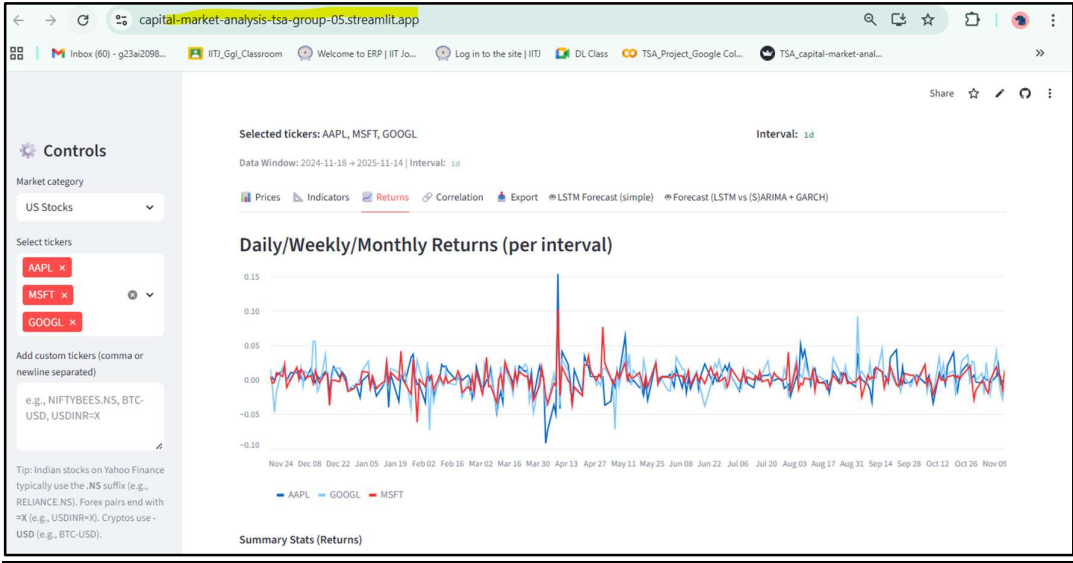 capital-market-analysis-tsa-group-05.streamlit.app
Inbox (60) - g23ai2098...
IITJ_Ggl_Classroom
Welcome to ERP | IIT Jo...
Log in to the site | IITJ
DL Class
TSA_Project_Google Col...
TSA_capital-market-anal...
»
Share
Controls
Market category
US Stocks
Select tickers
AAPL ×
MSFT ×
GOOGL ×
Add custom tickers (comma or
newline separated)
e.g., NIFTYBEES.NS, BTC-
USD, USDINR=X
Tip: Indian stocks on Yahoo Finance
typically use the .NS suffix (e.g.,
RELIANCE.NS). Forex pairs end with
=X (e.g., USDINR=X). Cryptos use -
USD (e.g., BTC-USD).
Selected tickers: AAPL, MSFT, GOOGL
Interval: 1d
Data Window: 2024-11-18 → 2025-11-14 | Interval: 1d
Prices Indicators Returns Correlation Export LSTM Forecast (simple) Forecast (LSTM vs (S)ARIMA + GARCH)
Daily/Weekly/Monthly Returns (per interval)
0.15
0.10
0.05
0.00
−0.05
−0.10
Nov 24 Dec 08 Dec 22 Jan 05 Jan 19 Feb 02 Feb 16 Mar 02 Mar 16 Mar 30 Apr 13 Apr 27 May 11 May 25 Jun 08 Jun 22 Jul 06 Jul 20 Aug 03 Aug 17 Aug 31 Sep 14 Sep 28 Oct 12 Oct 26 Nov 09
AAPL GOOGL MSFT
Summary Stats (Returns)